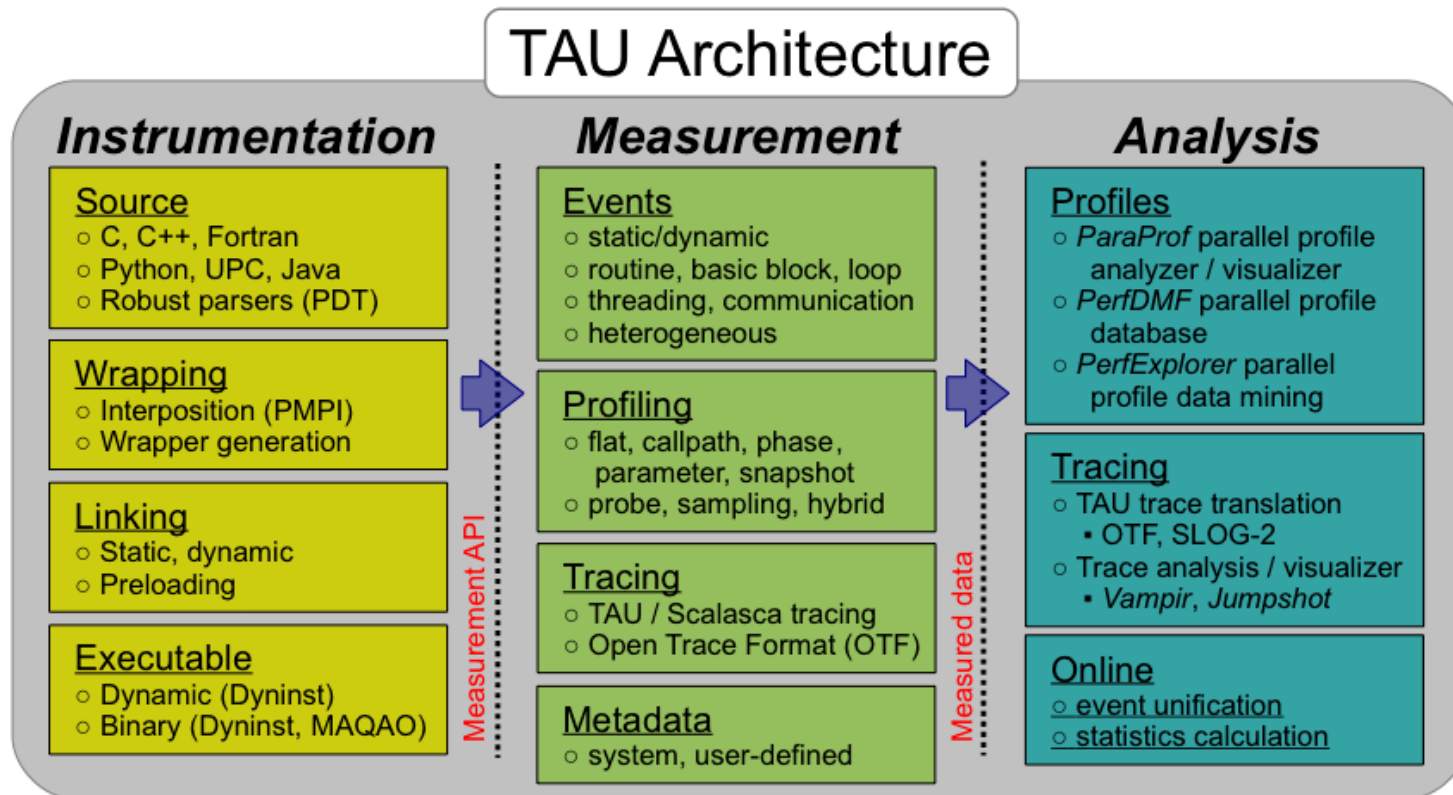 TAU Architecture
Instrumentation
Source
○ C, C++, Fortran
○ Python, UPC, Java
○ Robust parsers (PDT)
Wrapping
○ Interposition (PMPI)
○ Wrapper generation
Linking
○ Static, dynamic
○ Preloading
Executable
○ Dynamic (Dyninst)
○ Binary (Dyninst, MAQAO)
Measurement API
Measurement
Events
○ static/dynamic
○ routine, basic block, loop
○ threading, communication
○ heterogeneous
Profiling
○ flat, callpath, phase,
parameter, snapshot
○ probe, sampling, hybrid
Tracing
○ TAU / Scalasca tracing
○ Open Trace Format (OTF)
Metadata
○ system, user-defined
Measured data
Analysis
Profiles
○ ParaProf parallel profile
analyzer / visualizer
○ PerfDMF parallel profile
database
○ PerfExplorer parallel
profile data mining
Tracing
○ TAU trace translation
▪ OTF, SLOG-2
○ Trace analysis / visualizer
▪ Vampir, Jumpshot
Online
○ event unification
○ statistics calculation